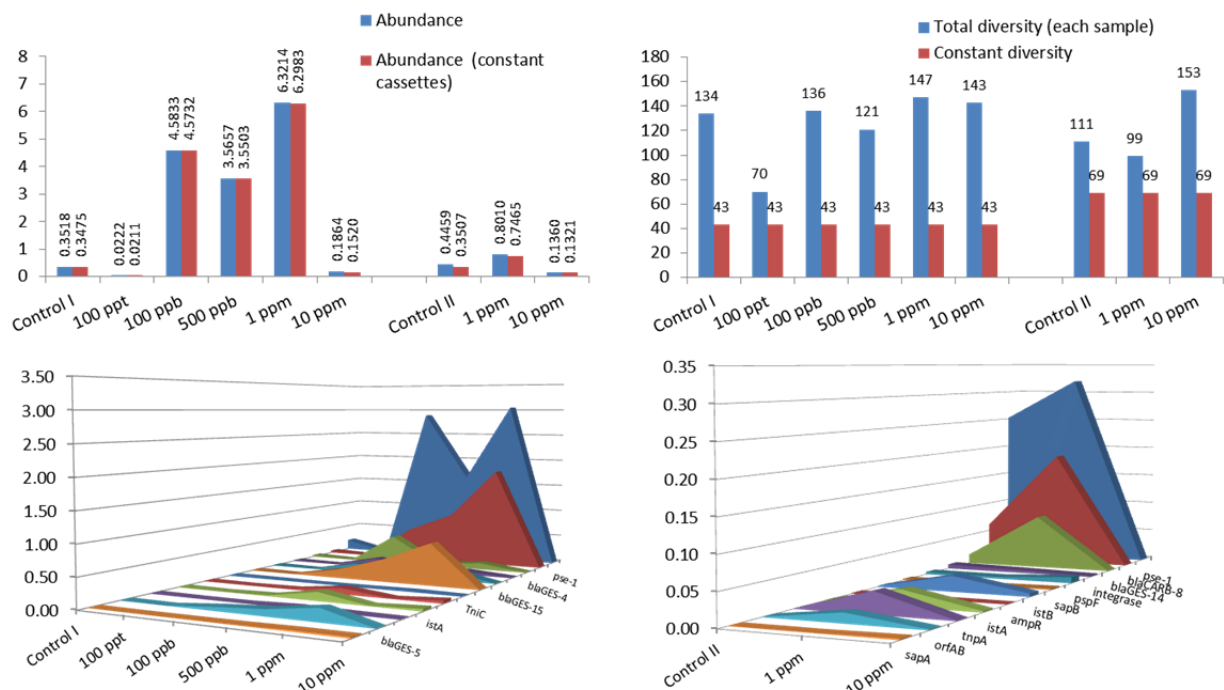 Abundance
Abundance (constant
cassettes)
8
7
6
5
4
3
2
1
0
0.3518
0.3475
0.0222
0.0211
4.5833
4.5732
3.5657
3.5503
6.3214
6.2983
0.1864
0.1520
0.4459
0.3507
0.8010
0.7465
0.1360
0.1321
Control I
100 ppt
100 ppb
500 ppb
1 ppm
10 ppm
Control II
1 ppm
10 ppm
Total diversity (each sample)
Constant diversity
180
160
140
120
100
80
60
40
20
0
134
43
70
43
136
43
121
43
147
43
143
43
111
69
99
69
153
69
Control I
100 ppt
100 ppb
500 ppb
1 ppm
10 ppm
Control II
1 ppm
10 ppm
3.50
3.00
2.50
2.00
1.50
1.00
0.50
0.00
Control I
100 ppt
100 ppb
500 ppb
1 ppm
10 ppm
pse-1
blaGES-4
blaGES-15
TniC
istA
blaGES-5
0.35
0.30
0.25
0.20
0.15
0.10
0.05
0.00
Control II
1 ppm
10 ppm
pse-1
blaCARB-8
blaGES-14
integrase
pspF
sapB
istB
ampR
istA
tnpA
orfAB
sapA